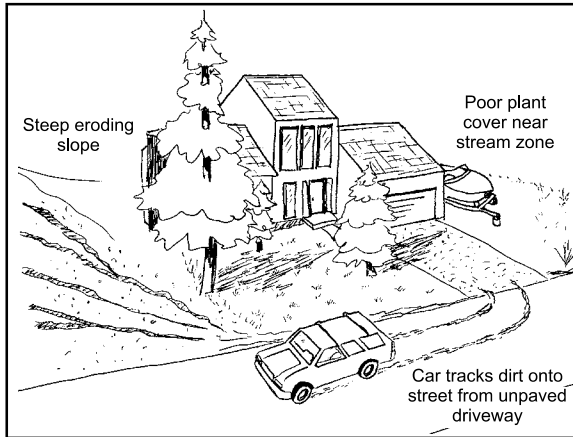 Steep eroding
slope
Poor plant
cover near
stream zone
Car tracks dirt onto
street from unpaved
driveway